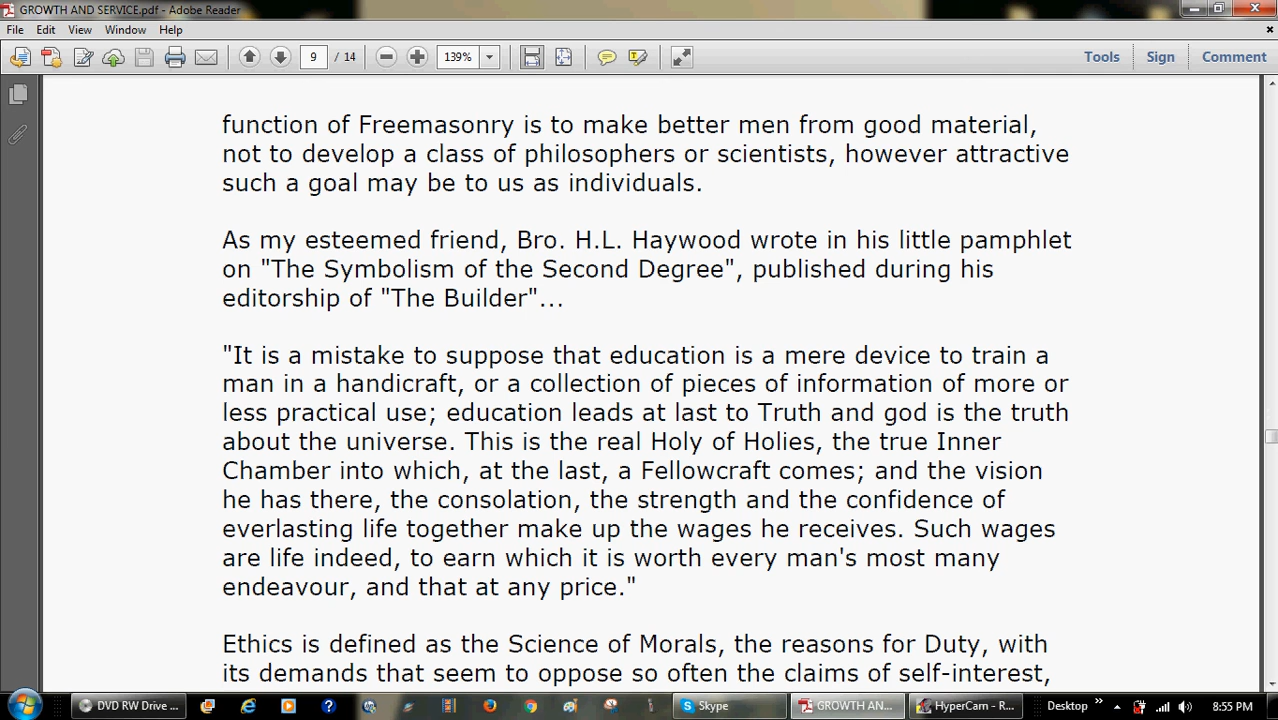 GROWTH AND SERVICE.pdf - Adobe Reader
File Edit View Window Help
9 / 14 139% Tools Sign Comment
function of Freemasonry is to make better men from good material,
not to develop a class of philosophers or scientists, however attractive
such a goal may be to us as individuals.
As my esteemed friend, Bro. H.L. Haywood wrote in his little pamphlet
on "The Symbolism of the Second Degree", published during his
editorship of "The Builder"...
"It is a mistake to suppose that education is a mere device to train a
man in a handicraft, or a collection of pieces of information of more or
less practical use; education leads at last to Truth and god is the truth
about the universe. This is the real Holy of Holies, the true Inner
Chamber into which, at the last, a Fellowcraft comes; and the vision
he has there, the consolation, the strength and the confidence of
everlasting life together make up the wages he receives. Such wages
are life indeed, to earn which it is worth every man's most many
endeavour, and that at any price."
Ethics is defined as the Science of Morals, the reasons for Duty, with
its demands that seem to oppose so often the claims of self-interest,
DVD RW Drive ... Skype GROWTH AN... HyperCam - R... Desktop » 8:55 PM